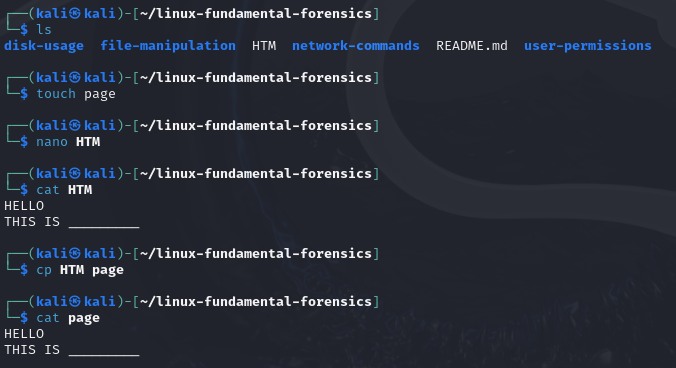 ┌──(kali㉿kali)-[~/linux-fundamental-forensics]
└─$ ls
disk-usage file-manipulation HTM network-commands README.md user-permissions
┌──(kali㉿kali)-[~/linux-fundamental-forensics]
└─$ touch page
┌──(kali㉿kali)-[~/linux-fundamental-forensics]
└─$ nano HTM
┌──(kali㉿kali)-[~/linux-fundamental-forensics]
└─$ cat HTM
HELLO
THIS IS _________
┌──(kali㉿kali)-[~/linux-fundamental-forensics]
└─$ cp HTM page
┌──(kali㉿kali)-[~/linux-fundamental-forensics]
└─$ cat page
HELLO
THIS IS _________